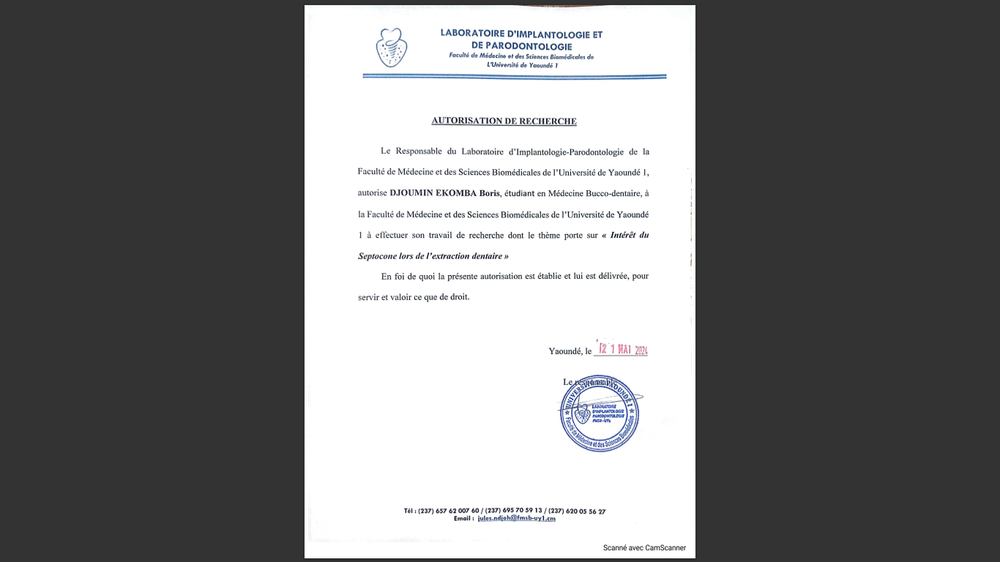 LABORATOIRE D'IMPLANTOLOGIE ET
DE PARODONTOLOGIE
Faculté de Médecine et des Sciences Biomédicales de
L'Université de Yaoundé 1
AUTORISATION DE RECHERCHE
Le Responsable du Laboratoire d'Implantologie-Parodontologie de la
Faculté de Médecine et des Sciences Biomédicales de l'Université de Yaoundé 1,
autorise DJOUMIN EKOMBA Boris, étudiant en Médecine Bucco-dentaire, à
la Faculté de Médecine et des Sciences Biomédicales de l'Université de Yaoundé
1 à effectuer son travail de recherche dont le thème porte sur « Intérêt du
Septocone lors de l'extraction dentaire »
En foi de quoi la présente autorisation est établie et lui est délivrée, pour
servir et valoir ce que de droit.
Yaoundé, le 21 MAI 2024
Le responsable
UNIVERSITÉ DE YAOUNDÉ 1
LABORATOIRE
D'IMPLANTOLOGIE
PARODONTOLOGIE
FMSB-UY1
Faculté de Médecine et des Sciences Biomédicales
Tél : (237) 657 62 007 60 / (237) 695 70 59 13 / (237) 620 05 56 27
Email : jules.ndjoh@fmsb-uy1.cm
Scanné avec CamScanner